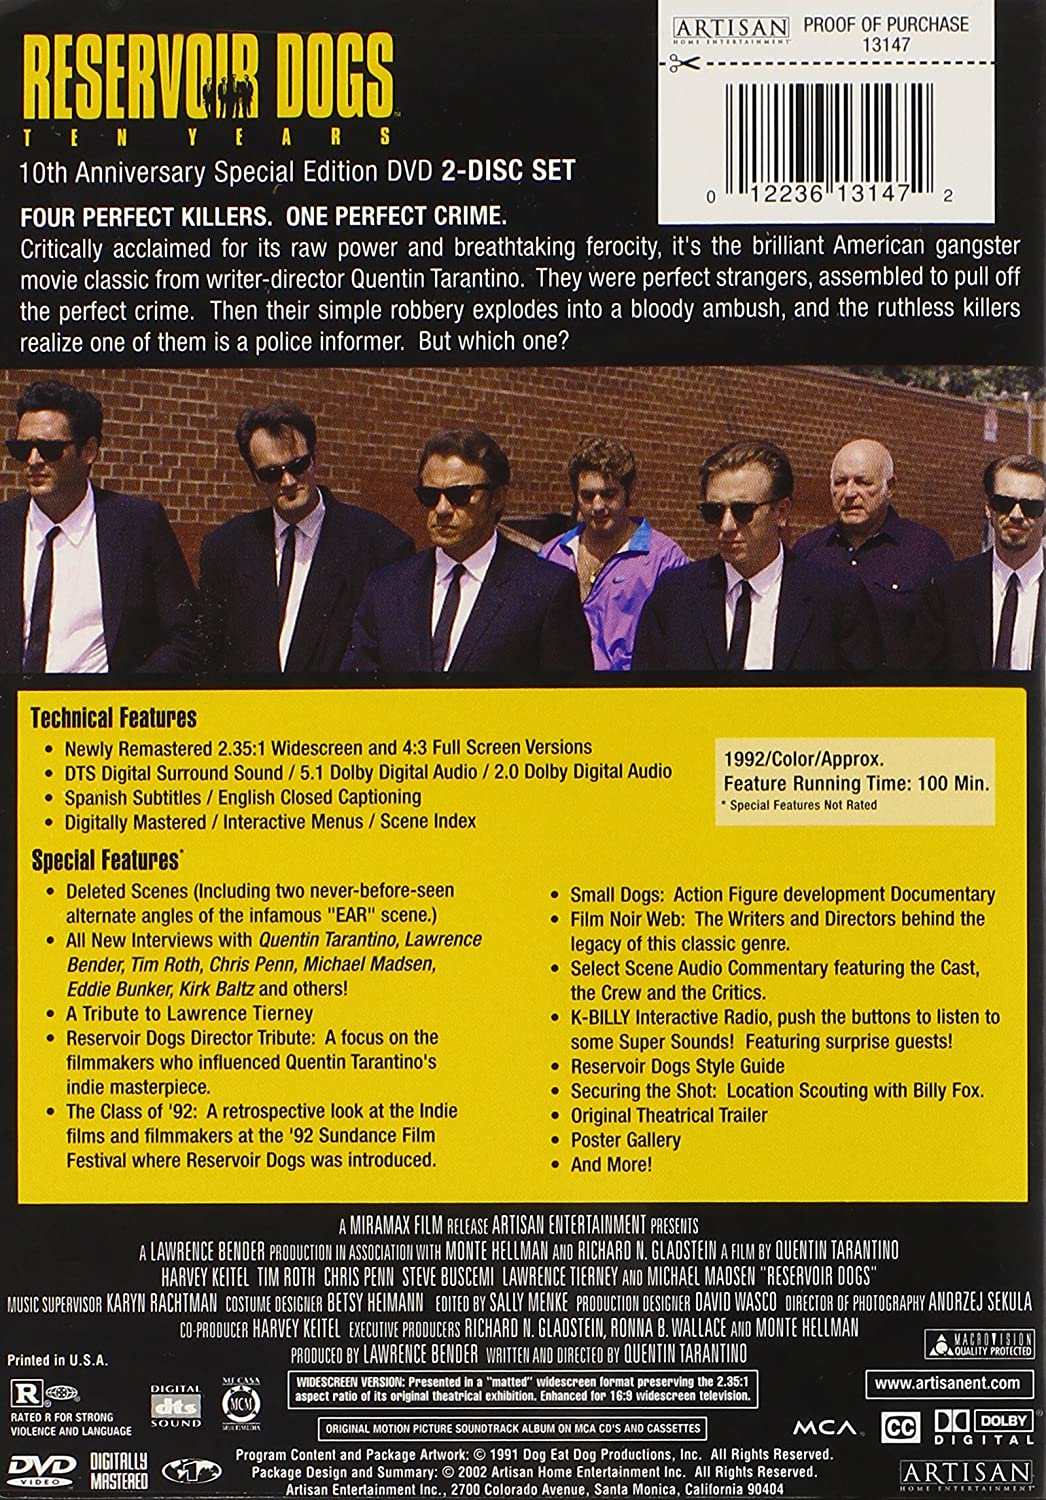 RESERVOIR DOGS™
TEN YEARS
10th Anniversary Special Edition DVD 2-DISC SET
ARTISAN
HOME ENTERTAINMENT
PROOF OF PURCHASE
13147
0 12236 13147 2
FOUR PERFECT KILLERS. ONE PERFECT CRIME.
Critically acclaimed for its raw power and breathtaking ferocity, it's the brilliant American gangster
movie classic from writer-director Quentin Tarantino. They were perfect strangers, assembled to pull off
the perfect crime. Then their simple robbery explodes into a bloody ambush, and the ruthless killers
realize one of them is a police informer. But which one?
Technical Features
• Newly Remastered 2.35:1 Widescreen and 4:3 Full Screen Versions
• DTS Digital Surround Sound / 5.1 Dolby Digital Audio / 2.0 Dolby Digital Audio
• Spanish Subtitles / English Closed Captioning
• Digitally Mastered / Interactive Menus / Scene Index
1992/Color/Approx.
Feature Running Time: 100 Min.
* Special Features Not Rated
Special Features*
• Deleted Scenes (Including two never-before-seen
alternate angles of the infamous "EAR" scene.)
• All New Interviews with Quentin Tarantino, Lawrence
Bender, Tim Roth, Chris Penn, Michael Madsen,
Eddie Bunker, Kirk Baltz and others!
• A Tribute to Lawrence Tierney
• Reservoir Dogs Director Tribute: A focus on the
filmmakers who influenced Quentin Tarantino's
indie masterpiece.
• The Class of '92: A retrospective look at the Indie
films and filmmakers at the '92 Sundance Film
Festival where Reservoir Dogs was introduced.
• Small Dogs: Action Figure development Documentary
• Film Noir Web: The Writers and Directors behind the
legacy of this classic genre.
• Select Scene Audio Commentary featuring the Cast,
the Crew and the Critics.
• K-BILLY Interactive Radio, push the buttons to listen to
some Super Sounds! Featuring surprise guests!
• Reservoir Dogs Style Guide
• Securing the Shot: Location Scouting with Billy Fox.
• Original Theatrical Trailer
• Poster Gallery
• And More!
A MIRAMAX FILM RELEASE ARTISAN ENTERTAINMENT PRESENTS
A LAWRENCE BENDER PRODUCTION IN ASSOCIATION WITH MONTE HELLMAN AND RICHARD N. GLADSTEIN A FILM BY QUENTIN TARANTINO
HARVEY KEITEL TIM ROTH CHRIS PENN STEVE BUSCEMI LAWRENCE TIERNEY AND MICHAEL MADSEN "RESERVOIR DOGS"
MUSIC SUPERVISOR KARYN RACHTMAN COSTUME DESIGNER BETSY HEIMANN EDITED BY SALLY MENKE PRODUCTION DESIGNER DAVID WASCO DIRECTOR OF PHOTOGRAPHY ANDRZEJ SEKULA
CO-PRODUCER HARVEY KEITEL EXECUTIVE PRODUCERS RICHARD N. GLADSTEIN, RONNA B. WALLACE AND MONTE HELLMAN
PRODUCED BY LAWRENCE BENDER WRITTEN AND DIRECTED BY QUENTIN TARANTINO
MACROVISION
QUALITY PROTECTED
Printed in U.S.A.
R
RATED R FOR STRONG
VIOLENCE AND LANGUAGE
DIGITAL
dts
SOUND
MI CASA
MCM
MULTIMEDIA
WIDESCREEN VERSION: Presented in a "matted" widescreen format preserving the 2.35:1
aspect ratio of its original theatrical exhibition. Enhanced for 16:9 widescreen television.
www.artisanent.com
ORIGINAL MOTION PICTURE SOUNDTRACK ALBUM ON MCA CD'S AND CASSETTES
MCA
CC
DOLBY
DIGITAL
DVD
VIDEO
DIGITALLY
MASTERED
Program Content and Package Artwork: © 1991 Dog Eat Dog Productions, Inc. All Rights Reserved.
Package Design and Summary: © 2002 Artisan Home Entertainment Inc. All Rights Reserved.
Artisan Entertainment Inc., 2700 Colorado Avenue, Santa Monica, California 90404
ARTISAN
HOME ENTERTAINMENT